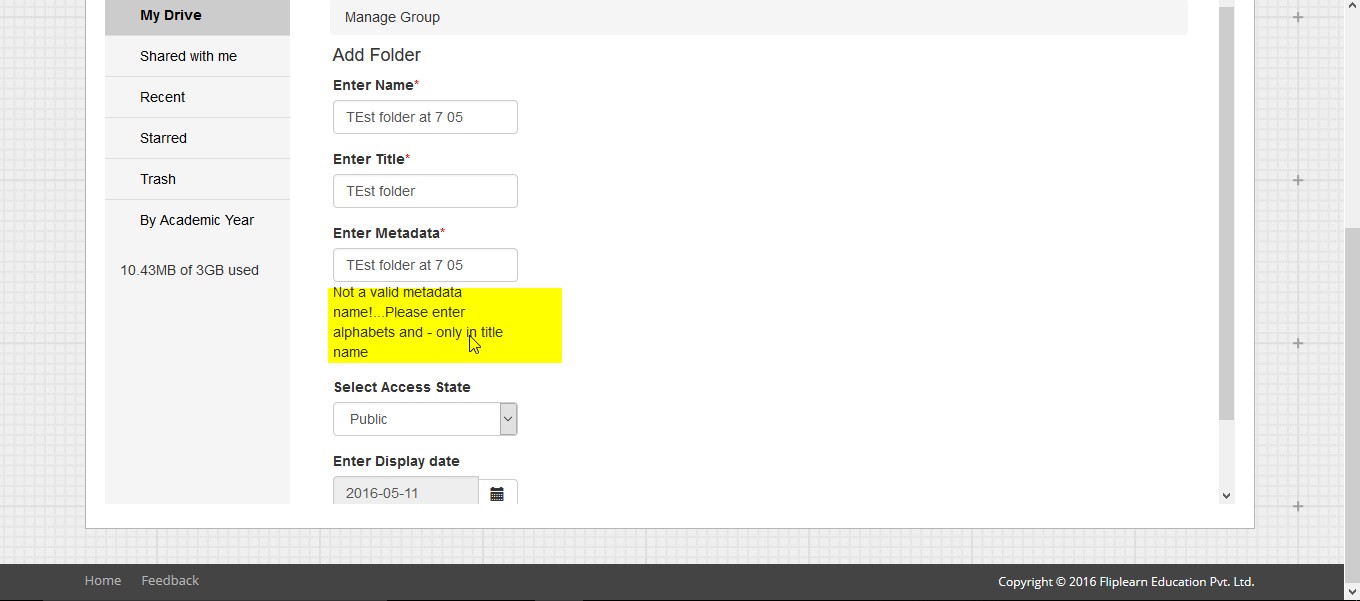 My Drive
Shared with me
Recent
Starred
Trash
By Academic Year
10.43MB of 3GB used
Manage Group
Add Folder
Enter Name*
TEst folder at 7 05
Enter Title*
TEst folder
Enter Metadata*
TEst folder at 7 05
Not a valid metadata
name!...Please enter
alphabets and - only in title
name
Select Access State
Public
Enter Display date
2016-05-11
Home Feedback
Copyright © 2016 Fliplearn Education Pvt. Ltd.